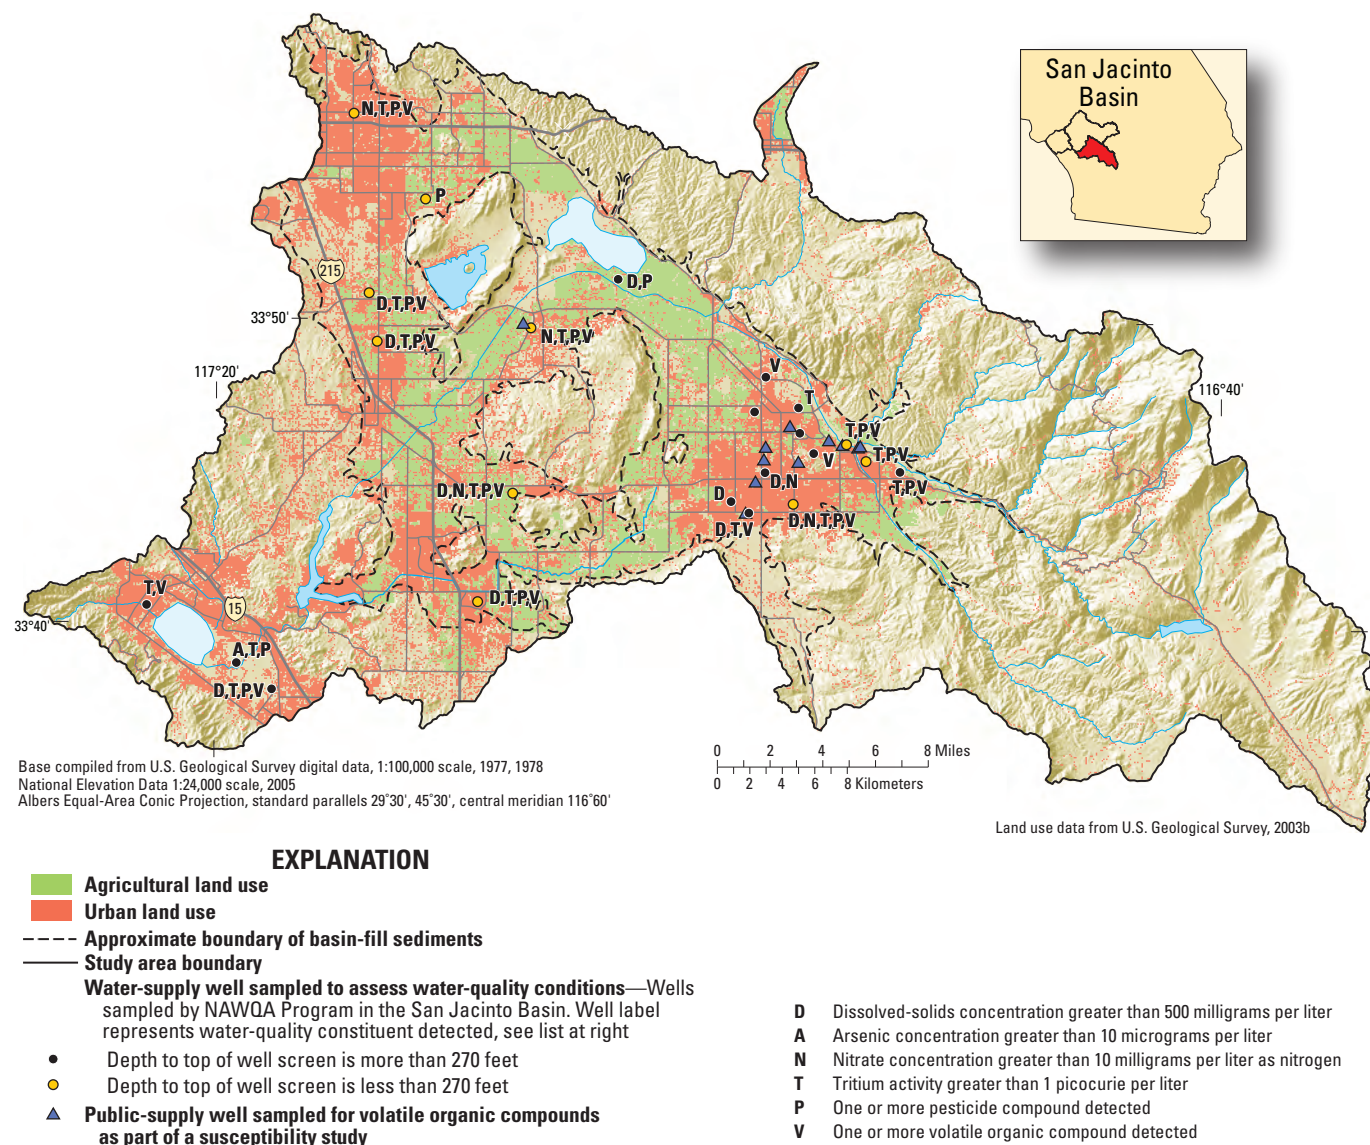 San Jacinto
Basin
N,T,P,V
P
215
D,P
D,T,P,V
33°50'
N,T,P,V
D,T,P,V
117°20'
V
116°40'
T
T,P,V
V
T,P,V
D,N
T,P,V
D,N,T,P,V
D
D,N,T,P,V
D,T,V
T,V
D,T,P,V
15
33°40'
A,T,P
D,T,P,V
0 2 4 6 8 Miles
0 2 4 6 8 Kilometers
Base compiled from U.S. Geological Survey digital data, 1:100,000 scale, 1977, 1978
National Elevation Data 1:24,000 scale, 2005
Albers Equal-Area Conic Projection, standard parallels 29°30', 45°30', central meridian 116°60'
Land use data from U.S. Geological Survey, 2003b
EXPLANATION
Agricultural land use
Urban land use
Approximate boundary of basin-fill sediments
Study area boundary
Water-supply well sampled to assess water-quality conditions—Wells
sampled by NAWQA Program in the San Jacinto Basin. Well label
represents water-quality constituent detected, see list at right
Depth to top of well screen is more than 270 feet
Depth to top of well screen is less than 270 feet
Public-supply well sampled for volatile organic compounds
as part of a susceptibility study
D Dissolved-solids concentration greater than 500 milligrams per liter
A Arsenic concentration greater than 10 micrograms per liter
N Nitrate concentration greater than 10 milligrams per liter as nitrogen
T Tritium activity greater than 1 picocurie per liter
P One or more pesticide compound detected
V One or more volatile organic compound detected